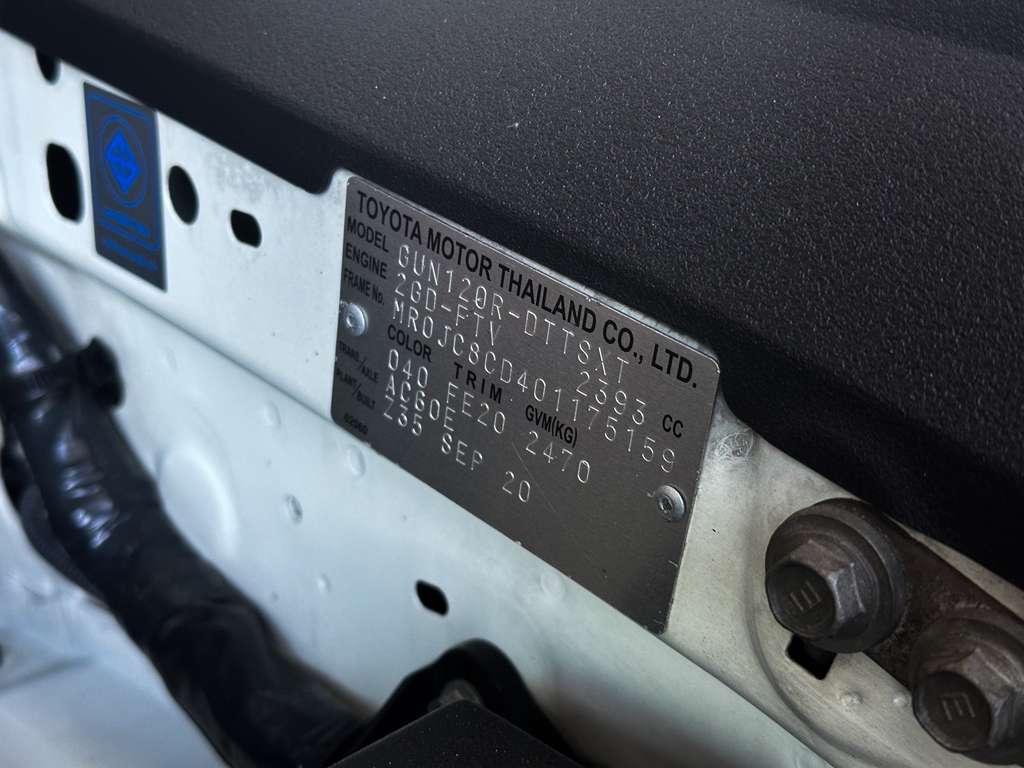 TOYOTA MOTOR THAILAND CO., LTD.
MODEL GUN120R-DTTSXT
ENGINE 2GD-FTV 2393 CC
FRAME No. MR0JC8CD401175159
COLOR TRIM GVM(KG)
040 FE20 2470
TRANS./AXLE AC60E
PLANT/BUILT Z35 SEP 20
E
E